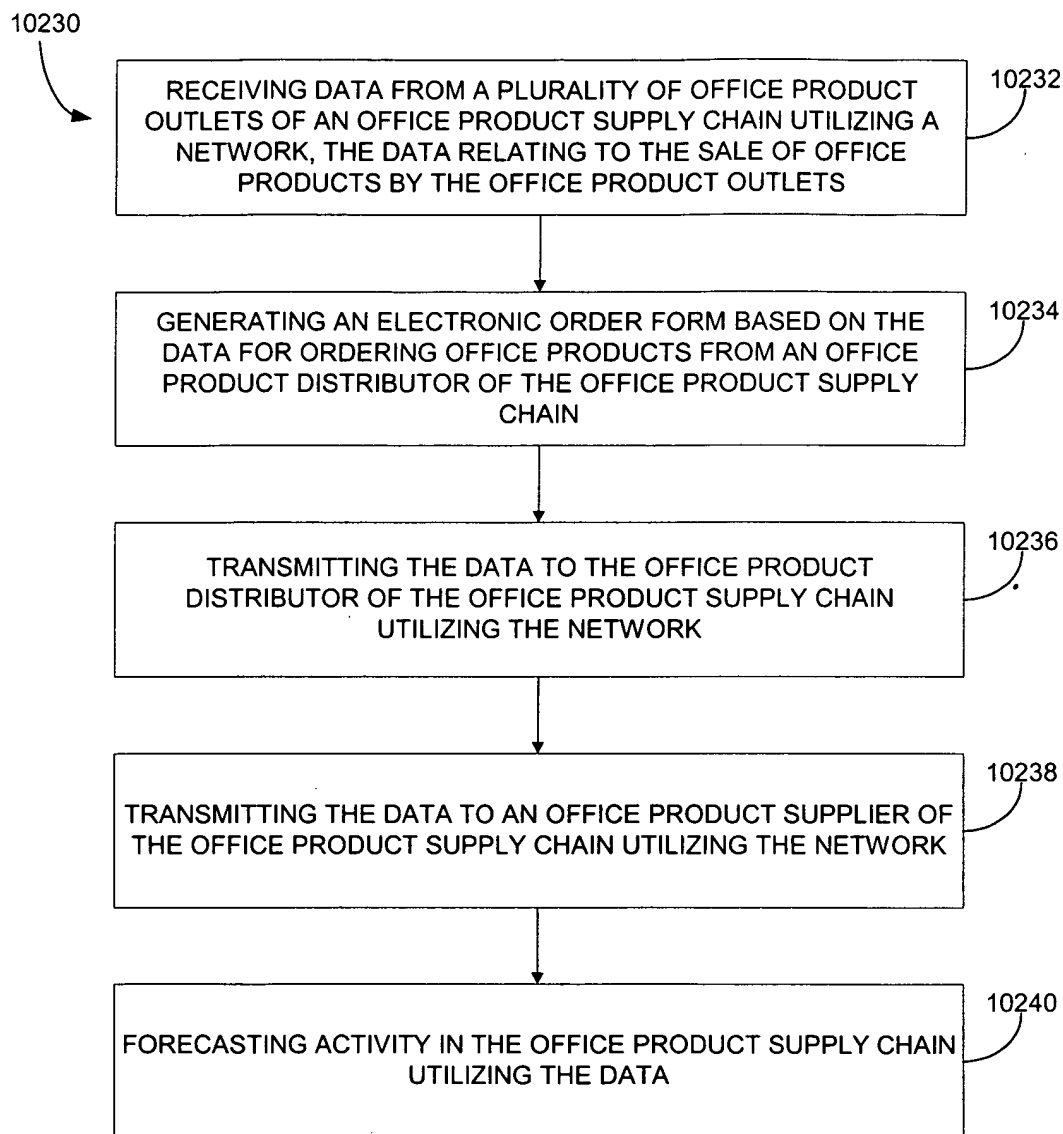 10230
RECEIVING DATA FROM A PLURALITY OF OFFICE PRODUCT
OUTLETS OF AN OFFICE PRODUCT SUPPLY CHAIN UTILIZING A
NETWORK, THE DATA RELATING TO THE SALE OF OFFICE
PRODUCTS BY THE OFFICE PRODUCT OUTLETS
10232
GENERATING AN ELECTRONIC ORDER FORM BASED ON THE
DATA FOR ORDERING OFFICE PRODUCTS FROM AN OFFICE
PRODUCT DISTRIBUTOR OF THE OFFICE PRODUCT SUPPLY
CHAIN
10234
TRANSMITTING THE DATA TO THE OFFICE PRODUCT
DISTRIBUTOR OF THE OFFICE PRODUCT SUPPLY CHAIN
UTILIZING THE NETWORK
10236
TRANSMITTING THE DATA TO AN OFFICE PRODUCT SUPPLIER OF
THE OFFICE PRODUCT SUPPLY CHAIN UTILIZING THE NETWORK
10238
FORECASTING ACTIVITY IN THE OFFICE PRODUCT SUPPLY CHAIN
UTILIZING THE DATA
10240